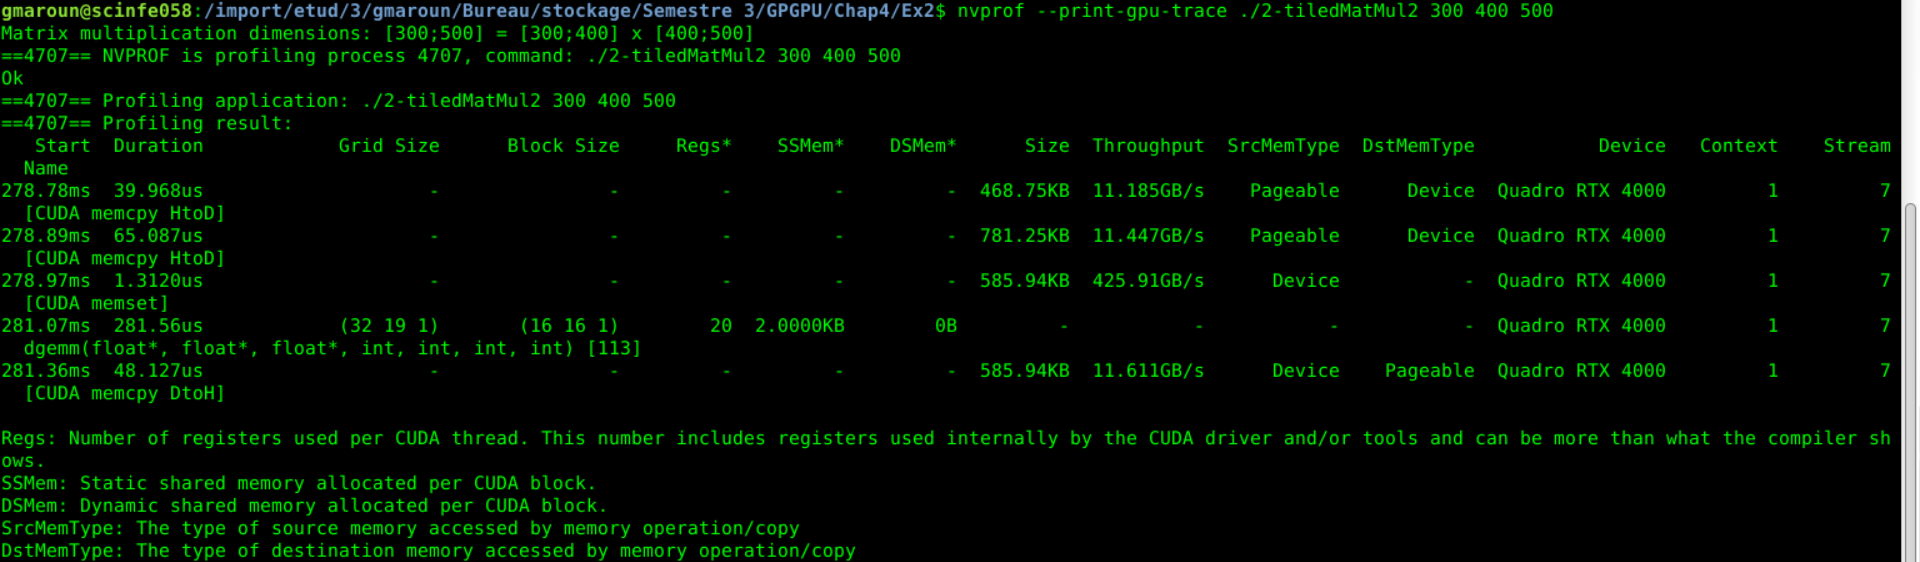 gmaroun@scinfe058:/import/etud/3/gmaroun/Bureau/stockage/Semestre 3/GPGPU/Chap4/Ex2$ nvprof --print-gpu-trace ./2-tiledMatMul2 300 400 500
Matrix multiplication dimensions: [300;500] = [300;400] x [400;500]
==4707== NVPROF is profiling process 4707, command: ./2-tiledMatMul2 300 400 500
Ok
==4707== Profiling application: ./2-tiledMatMul2 300 400 500
==4707== Profiling result:
   Start  Duration            Grid Size      Block Size     Regs*    SSMem*    DSMem*      Size  Throughput  SrcMemType  DstMemType           Device   Context    Stream
  Name
278.78ms  39.968us                    -               -         -         -         -  468.75KB  11.185GB/s    Pageable      Device  Quadro RTX 4000         1         7
  [CUDA memcpy HtoD]
278.89ms  65.087us                    -               -         -         -         -  781.25KB  11.447GB/s    Pageable      Device  Quadro RTX 4000         1         7
  [CUDA memcpy HtoD]
278.97ms  1.3120us                    -               -         -         -         -  585.94KB  425.91GB/s      Device           -  Quadro RTX 4000         1         7
  [CUDA memset]
281.07ms  281.56us            (32 19 1)       (16 16 1)        20  2.0000KB        0B         -           -           -           -  Quadro RTX 4000         1         7
  dgemm(float*, float*, float*, int, int, int, int) [113]
281.36ms  48.127us                    -               -         -         -         -  585.94KB  11.611GB/s      Device    Pageable  Quadro RTX 4000         1         7
  [CUDA memcpy DtoH]

Regs: Number of registers used per CUDA thread. This number includes registers used internally by the CUDA driver and/or tools and can be more than what the compiler sh
ows.
SSMem: Static shared memory allocated per CUDA block.
DSMem: Dynamic shared memory allocated per CUDA block.
SrcMemType: The type of source memory accessed by memory operation/copy
DstMemType: The type of destination memory accessed by memory operation/copy